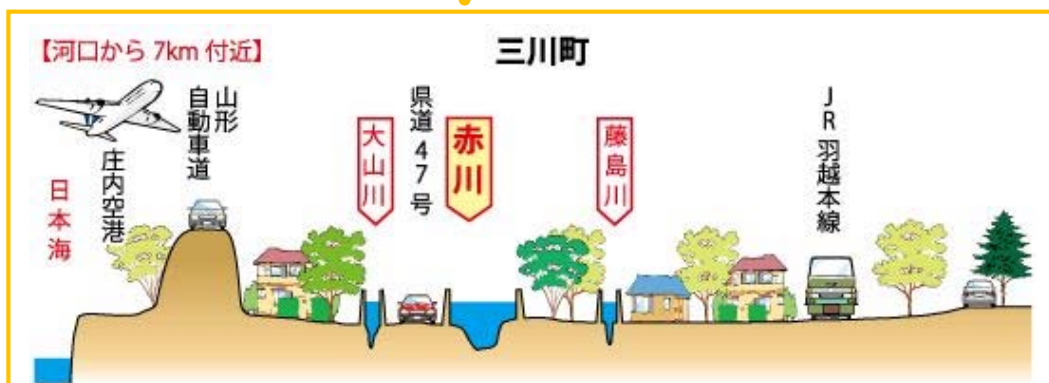 【河口から 7km 付近】
三川町
日本海
庄内空港
山形
自動車道
大山川
県道 47号
赤川
藤島川
JR 羽越本線